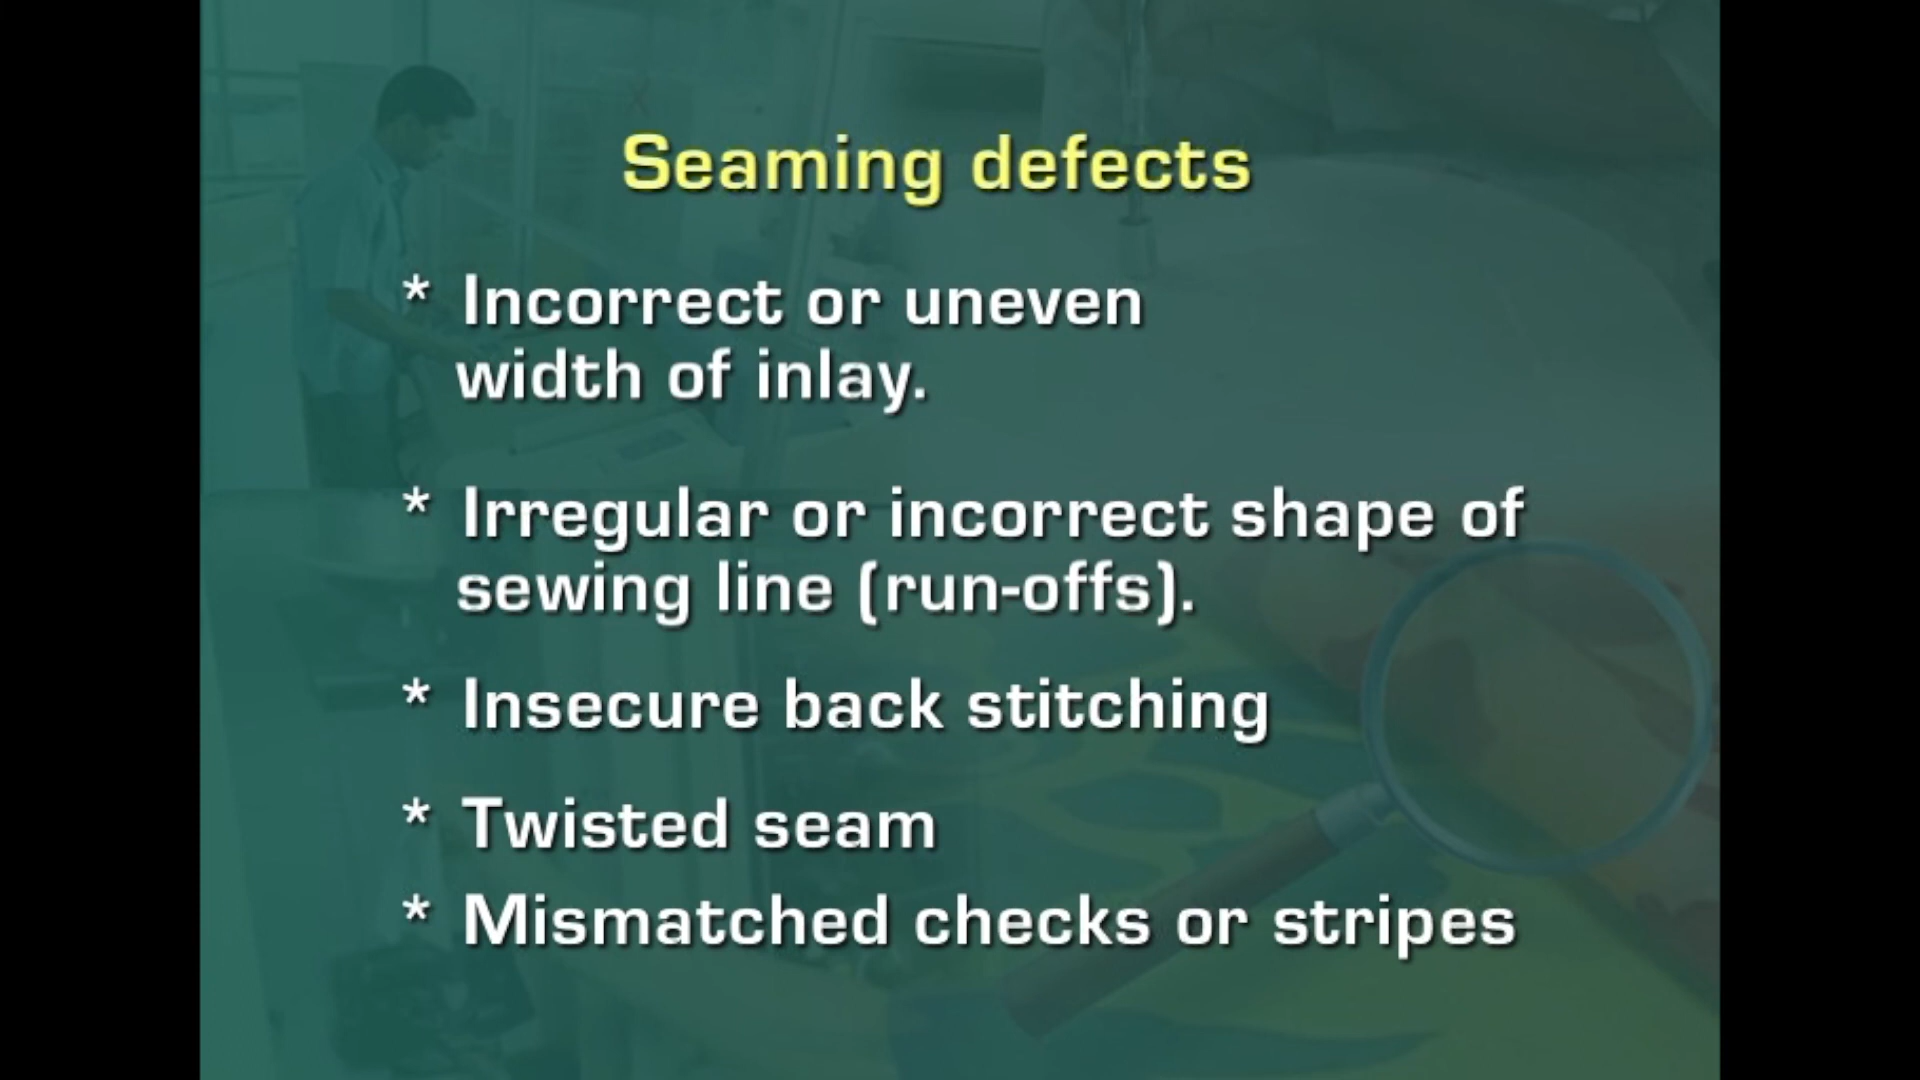 Seaming defects
* Incorrect or uneven
width of inlay.
* Irregular or incorrect shape of
sewing line (run-offs).
* Insecure back stitching
* Twisted seam
* Mismatched checks or stripes